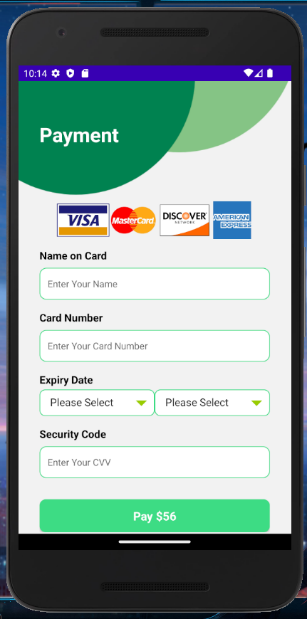 10:14
Payment
VISA MasterCard DISCOVER AMERICAN
NETWORK EXPRESS
Name on Card
Enter Your Name
Card Number
Enter Your Card Number
Expiry Date
Please Select Please Select
Security Code
Enter Your CVV
Pay $56